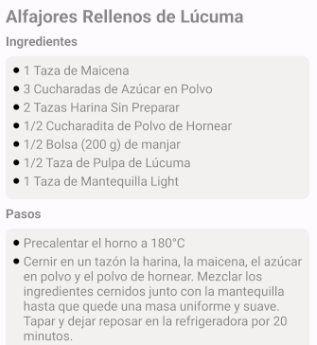 Alfajores Rellenos de Lúcuma
Ingredientes
• 1 Taza de Maicena
• 3 Cucharadas de Azúcar en Polvo
• 2 Tazas Harina Sin Preparar
• 1/2 Cucharadita de Polvo de Hornear
• 1/2 Bolsa (200 g) de manjar
• 1/2 Taza de Pulpa de Lúcuma
• 1 Taza de Mantequilla Light
Pasos
• Precalentar el horno a 180°C
• Cernir en un tazón la harina, la maicena, el azúcar
en polvo y el polvo de hornear. Mezclar los
ingredientes cernidos junto con la mantequilla
hasta que quede una masa uniforme y suave.
Tapar y dejar reposar en la refrigeradora por 20
minutos.